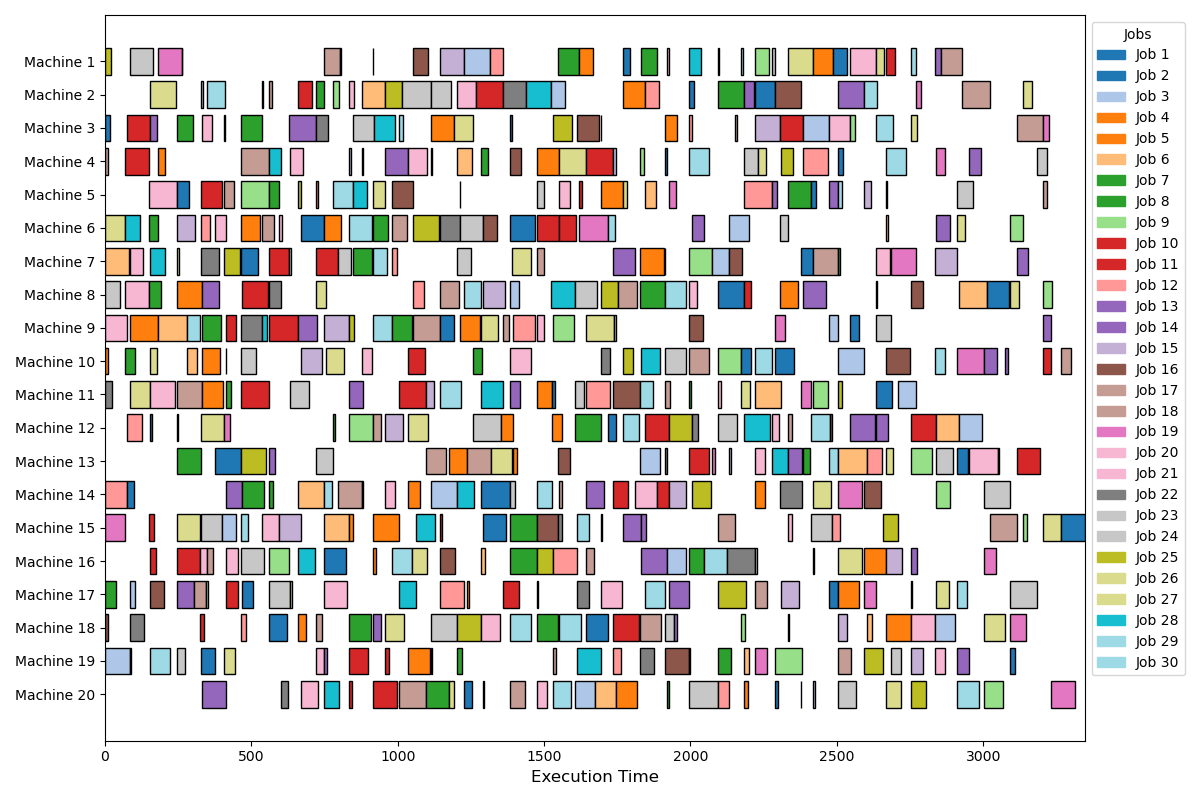 Machine 1
Machine 2
Machine 3
Machine 4
Machine 5
Machine 6
Machine 7
Machine 8
Machine 9
Machine 10
Machine 11
Machine 12
Machine 13
Machine 14
Machine 15
Machine 16
Machine 17
Machine 18
Machine 19
Machine 20
0 500 1000 1500 2000 2500 3000
Execution Time
Jobs
Job 1
Job 2
Job 3
Job 4
Job 5
Job 6
Job 7
Job 8
Job 9
Job 10
Job 11
Job 12
Job 13
Job 14
Job 15
Job 16
Job 17
Job 18
Job 19
Job 20
Job 21
Job 22
Job 23
Job 24
Job 25
Job 26
Job 27
Job 28
Job 29
Job 30